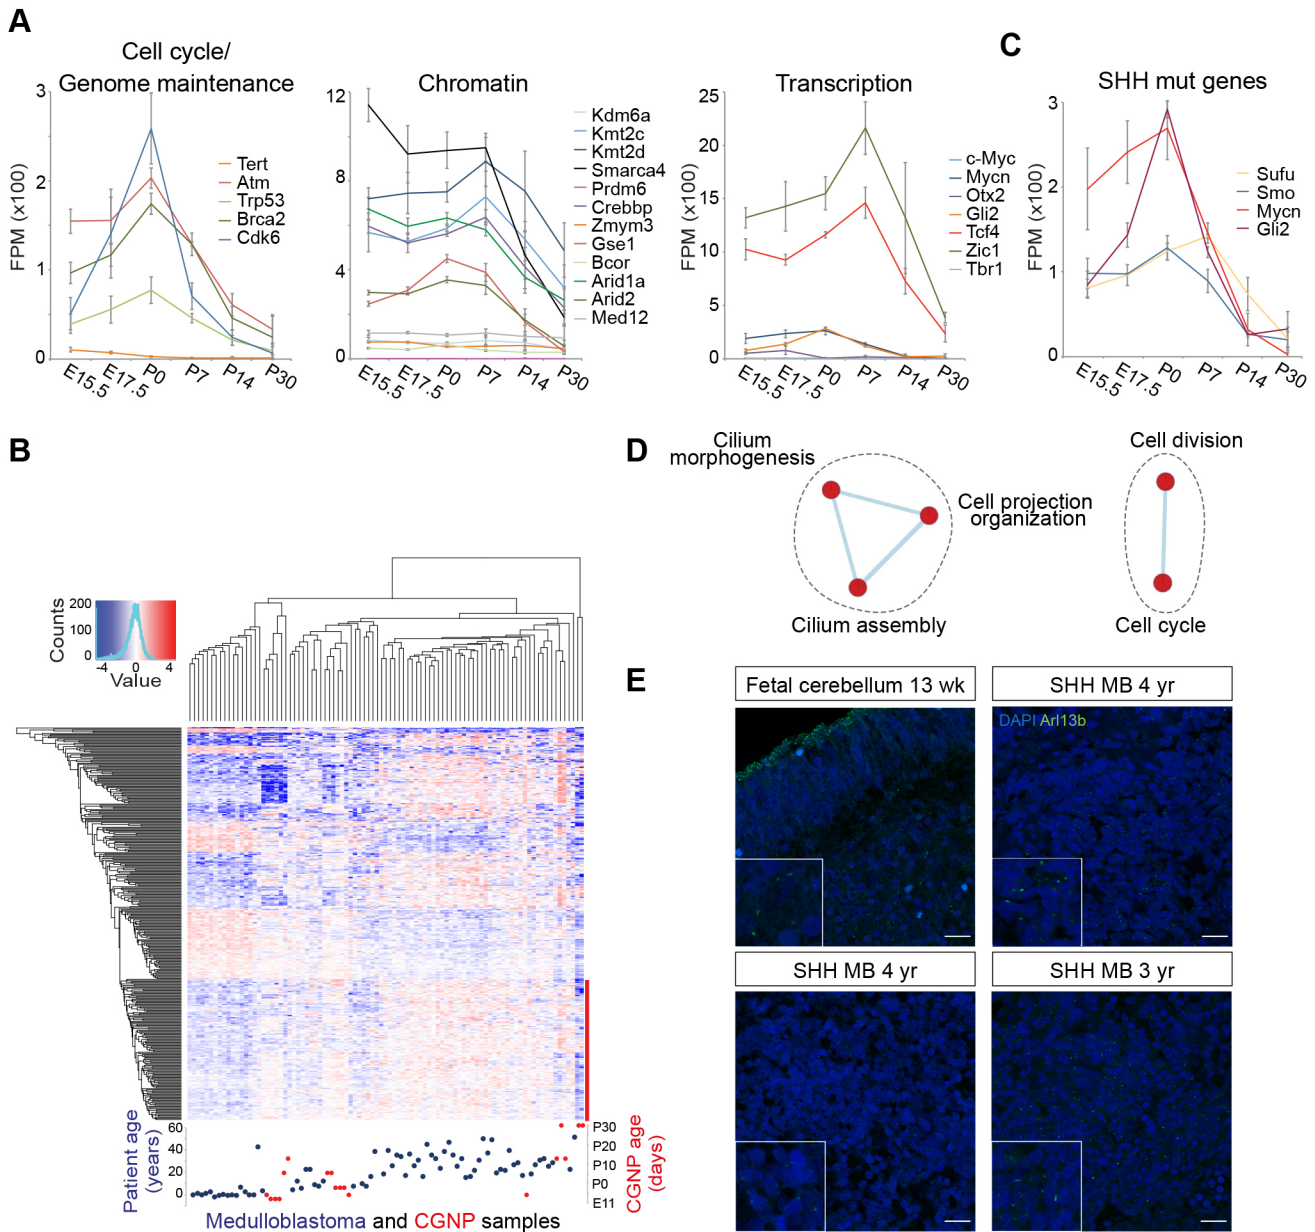 A
Cell cycle/
Genome maintenance
FPM (x100)
3
2
1
0
E15.5
E17.5
P0
P7
P14
P30
Tert
Atm
Trp53
Brca2
Cdk6
Chromatin
12
8
4
0
E15.5
E17.5
P0
P7
P14
P30
Kdm6a
Kmt2c
Kmt2d
Smarca4
Prdm6
Crebbp
Zmym3
Gse1
Bcor
Arid1a
Arid2
Med12
Transcription
FPM (x100)
25
20
15
10
5
0
E15.5
E17.5
P0
P7
P14
P30
c-Myc
Mycn
Otx2
Gli2
Tcf4
Zic1
Tbr1
C
SHH mut genes
FPM (x100)
3
2
1
0
E15.5
E17.5
P0
P7
P14
P30
Sufu
Smo
Mycn
Gli2
B
Counts
200
100
0
-4
0
4
Value
Patient age
(years)
60
40
20
0
P30
P20
P10
P0
E11
CGNP age
(days)
Medulloblastoma and CGNP samples
D
Cilium
morphogenesis
Cell projection
organization
Cilium assembly
Cell division
Cell cycle
E
Fetal cerebellum 13 wk
SHH MB 4 yr
DAPI Arl13b
SHH MB 4 yr
SHH MB 3 yr